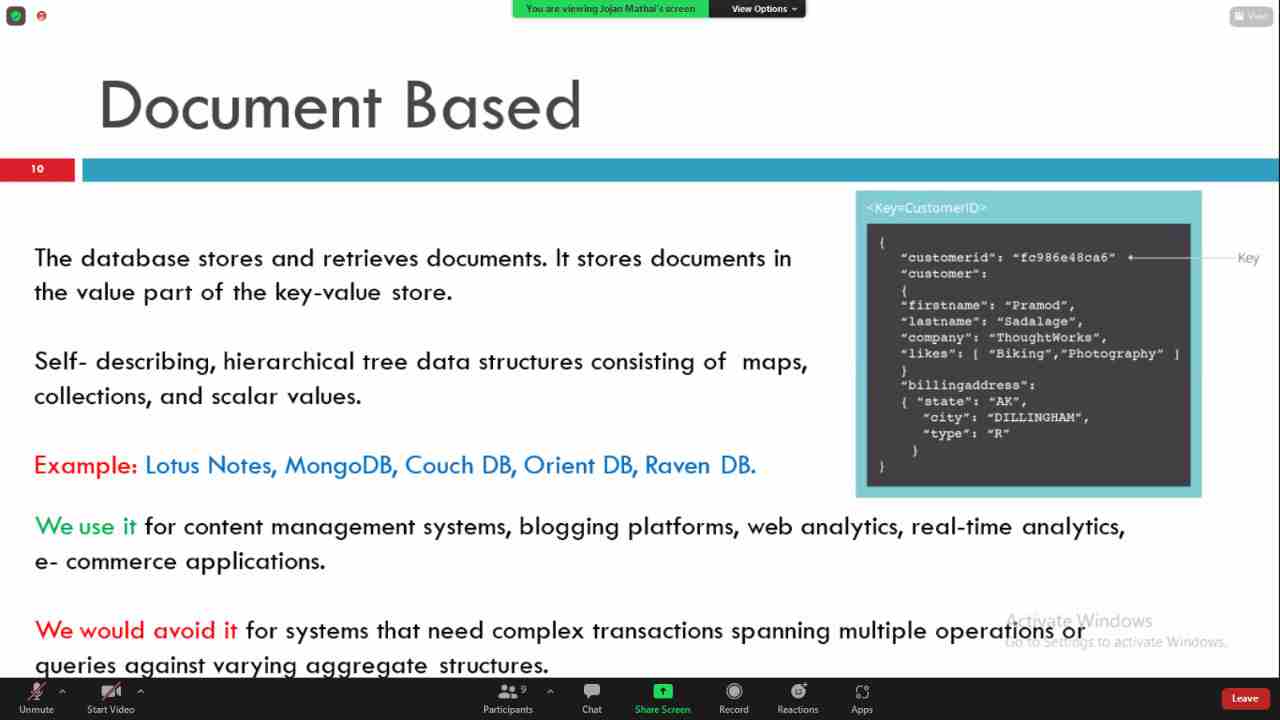 You are viewing Jojan Mathai's screen
View Options
View
Document Based
10
<Key=CustomerID>
{
"customerid": "fc986e48ca6"
Key
"customer":
{
"firstname": "Pramod",
"lastname": "Sadalage",
"company": "ThoughtWorks",
"likes": [ "Biking","Photography" ]
}
"billingaddress":
{ "state": "AK",
"city": "DILLINGHAM",
"type": "R"
}
}
The database stores and retrieves documents. It stores documents in
the value part of the key-value store.
Self- describing, hierarchical tree data structures consisting of maps,
collections, and scalar values.
Example: Lotus Notes, MongoDB, Couch DB, Orient DB, Raven DB.
We use it for content management systems, blogging platforms, web analytics, real-time analytics,
e- commerce applications.
We would avoid it for systems that need complex transactions spanning multiple operations or
queries against varying aggregate structures.
Activate Windows
Go to Settings to activate Windows.
Unmute
Start Video
9
Participants
Chat
Share Screen
Record
Reactions
Apps
Leave